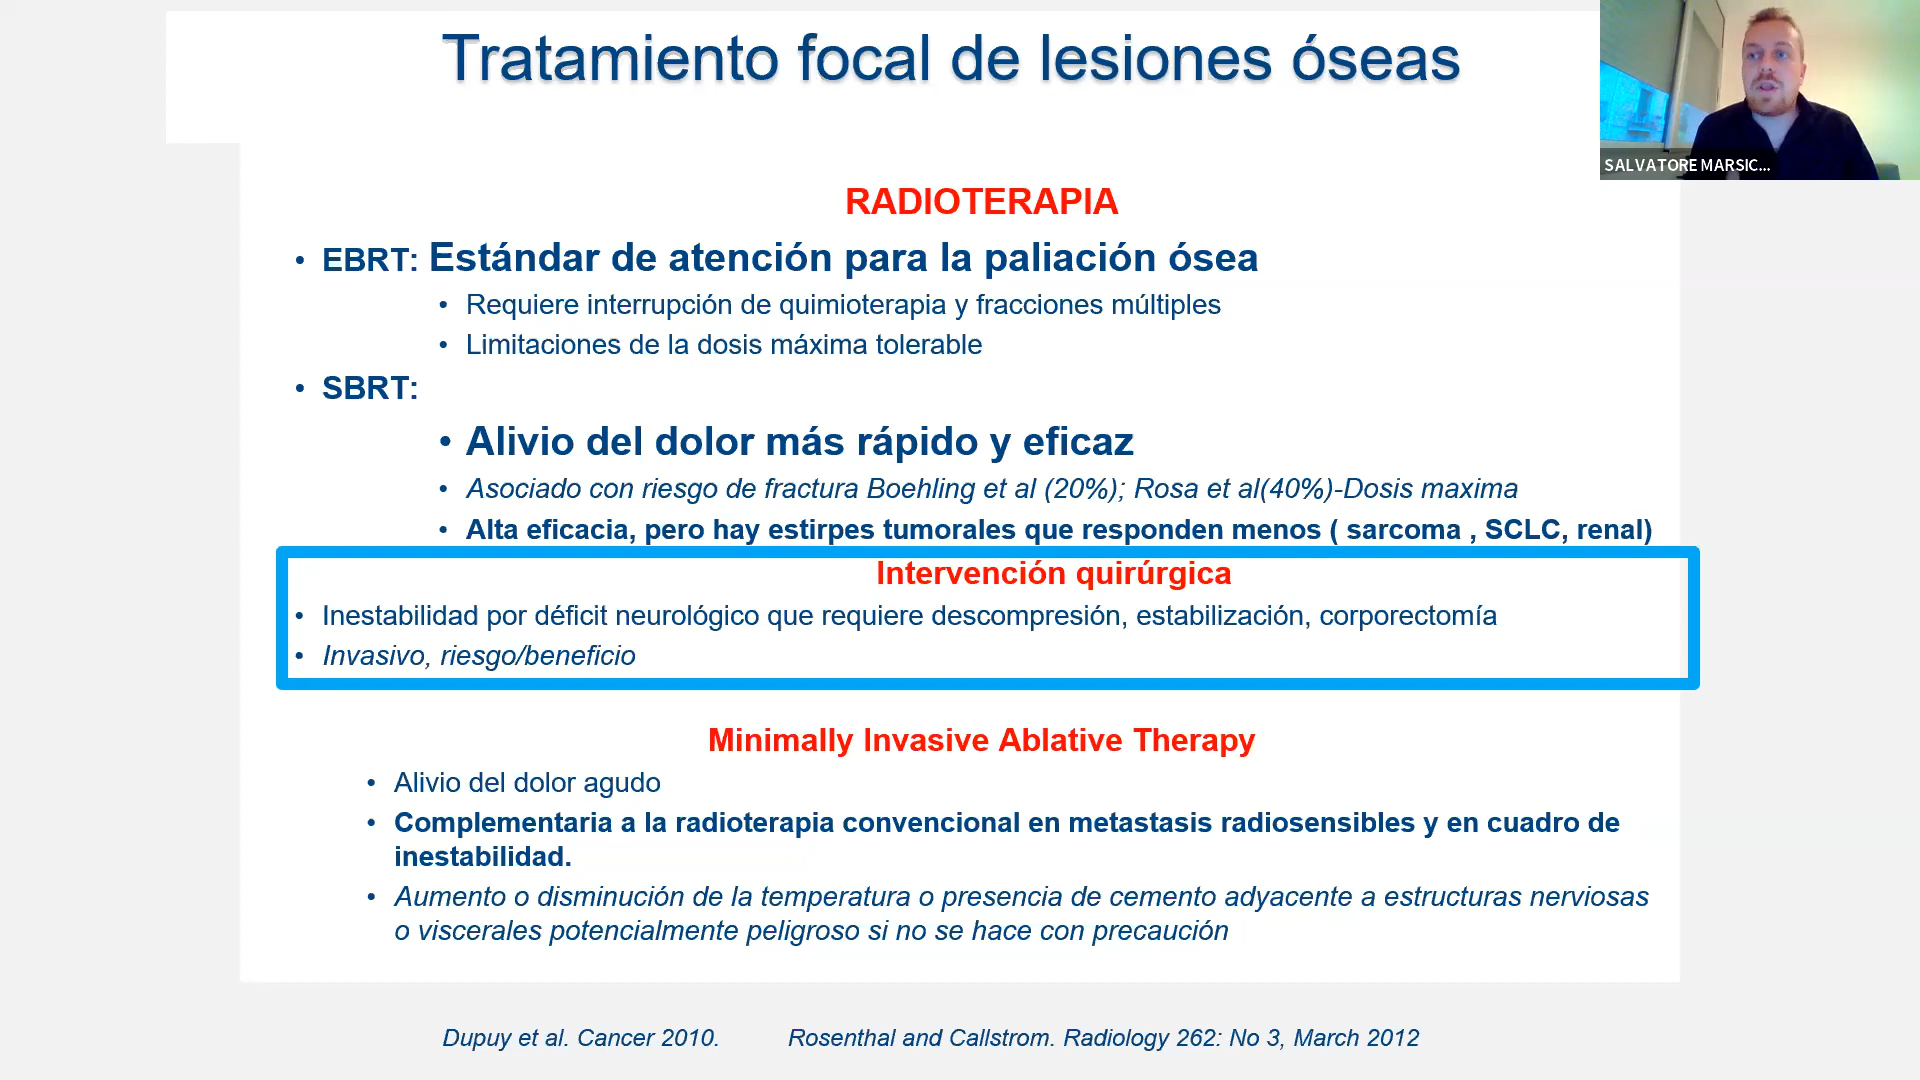 Tratamiento focal de lesiones óseas
SALVATORE MARSIC...
RADIOTERAPIA
• EBRT: Estándar de atención para la paliación ósea
• Requiere interrupción de quimioterapia y fracciones múltiples
• Limitaciones de la dosis máxima tolerable
• SBRT:
• Alivio del dolor más rápido y eficaz
• Asociado con riesgo de fractura Boehling et al (20%); Rosa et al(40%)-Dosis maxima
• Alta eficacia, pero hay estirpes tumorales que responden menos ( sarcoma , SCLC, renal)
Intervención quirúrgica
• Inestabilidad por déficit neurológico que requiere descompresión, estabilización, corporectomía
• Invasivo, riesgo/beneficio
Minimally Invasive Ablative Therapy
• Alivio del dolor agudo
• Complementaria a la radioterapia convencional en metastasis radiosensibles y en cuadro de
inestabilidad.
• Aumento o disminución de la temperatura o presencia de cemento adyacente a estructuras nerviosas
o viscerales potencialmente peligroso si no se hace con precaución
Dupuy et al. Cancer 2010. Rosenthal and Callstrom. Radiology 262: No 3, March 2012